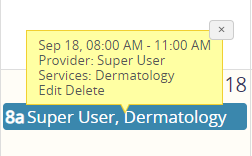 ×
Sep 18, 08:00 AM - 11:00 AM
Provider: Super User
Services: Dermatology
Edit Delete
18
8a Super User, Dermatology